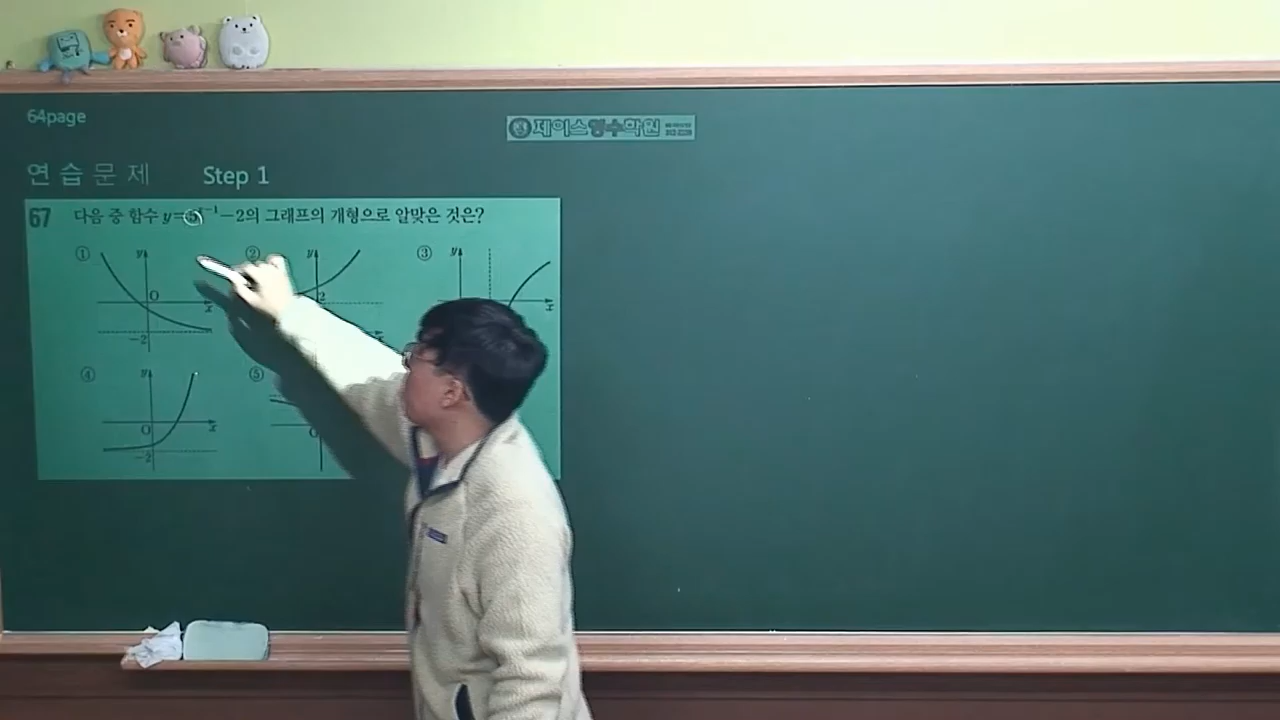 64page
제이스영수학원
연습문제 Step 1
67 다음 중 함수 y=5ˣ⁻¹-2의 그래프의 개형으로 알맞은 것은?
① y O x -2
② y 2
③ y x
④ y O x -2
⑤ O